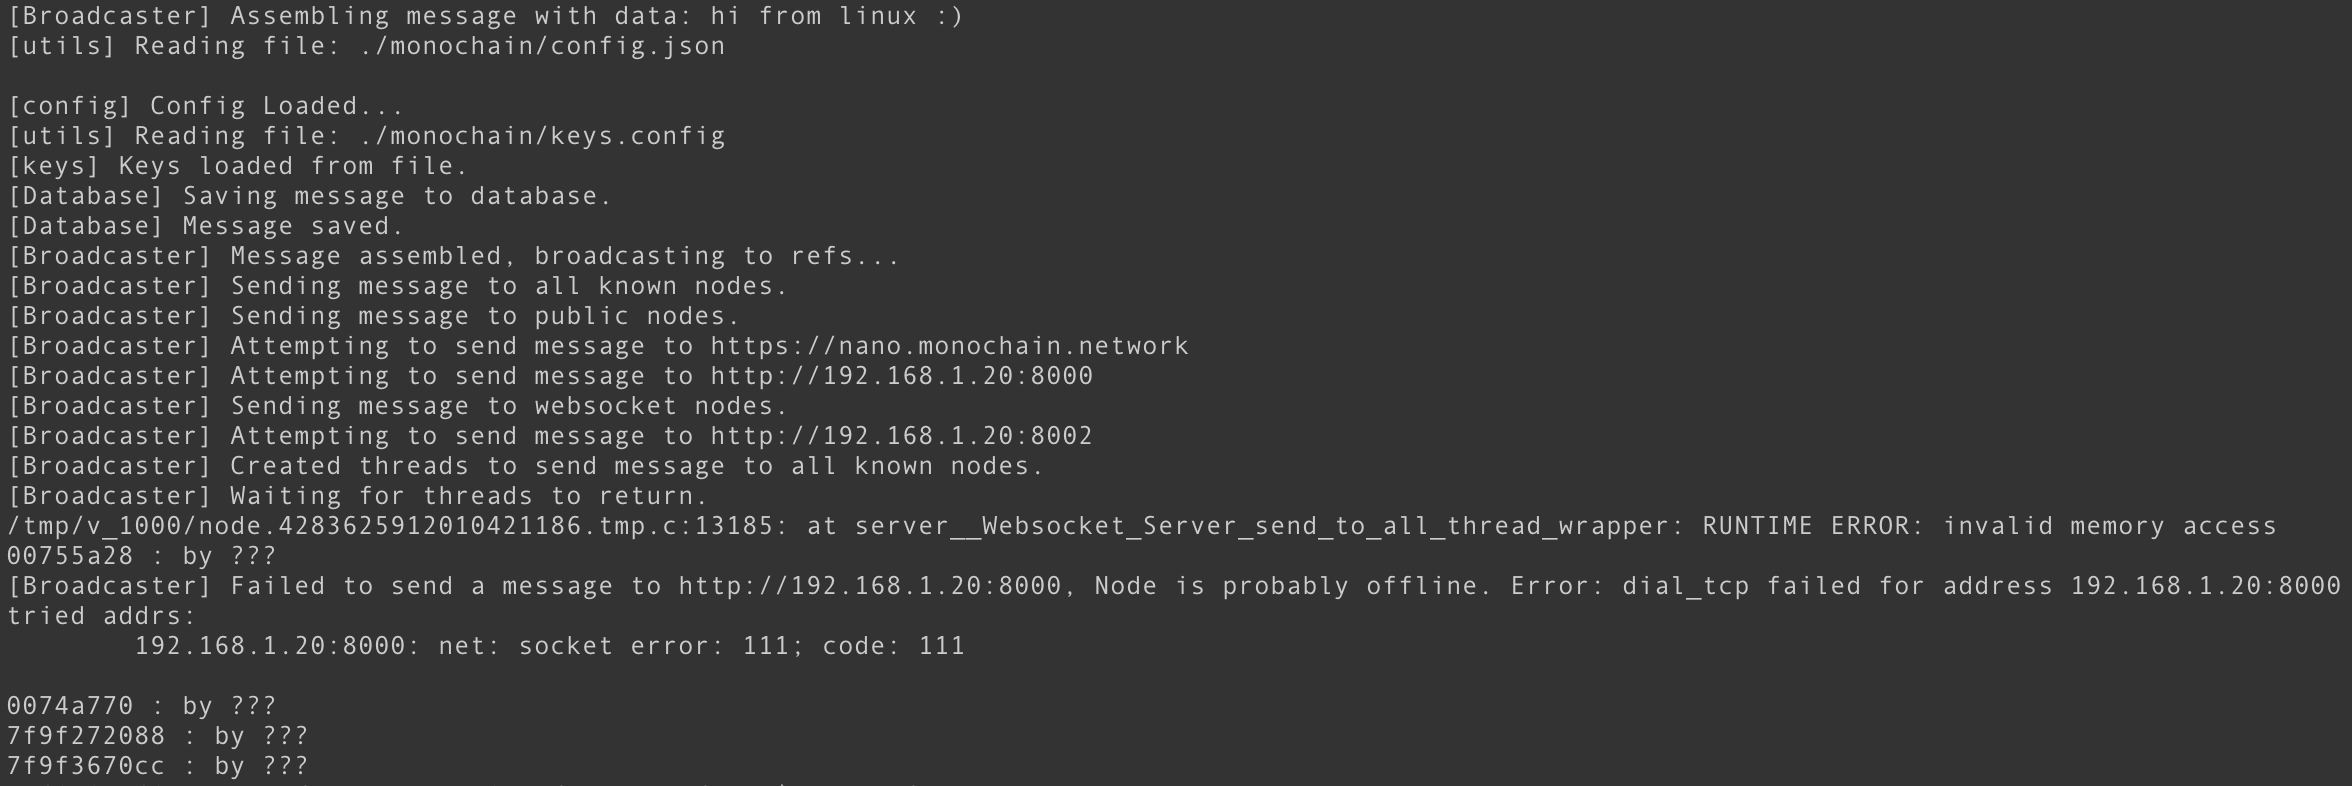 [Broadcaster] Assembling message with data: hi from linux :)
[utils] Reading file: ./monochain/config.json
[config] Config Loaded...
[utils] Reading file: ./monochain/keys.config
[keys] Keys loaded from file.
[Database] Saving message to database.
[Database] Message saved.
[Broadcaster] Message assembled, broadcasting to refs...
[Broadcaster] Sending message to all known nodes.
[Broadcaster] Sending message to public nodes.
[Broadcaster] Attempting to send message to https://nano.monochain.network
[Broadcaster] Attempting to send message to http://192.168.1.20:8000
[Broadcaster] Sending message to websocket nodes.
[Broadcaster] Attempting to send message to http://192.168.1.20:8002
[Broadcaster] Created threads to send message to all known nodes.
[Broadcaster] Waiting for threads to return.
/tmp/v_1000/node.4283625912010421186.tmp.c:13185: at server__Websocket_Server_send_to_all_thread_wrapper: RUNTIME ERROR: invalid memory access
00755a28 : by ???
[Broadcaster] Failed to send a message to http://192.168.1.20:8000, Node is probably offline. Error: dial_tcp failed for address 192.168.1.20:8000
tried addrs:
192.168.1.20:8000: net: socket error: 111; code: 111
0074a770 : by ???
7f9f272088 : by ???
7f9f3670cc : by ???